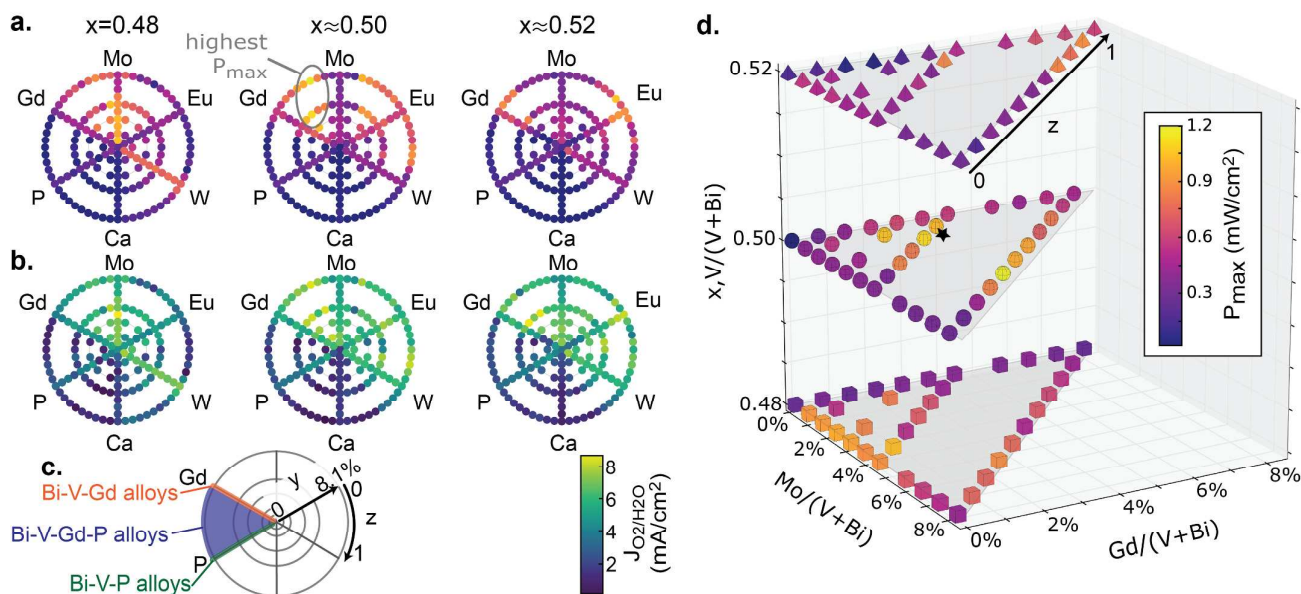 a.
x=0.48
x≈0.50
x≈0.52
highest
Pmax
Mo
Mo
Mo
Gd
Eu
Gd
Eu
Gd
Eu
P
W
P
W
P
W
Ca
Ca
Ca
b.
Mo
Mo
Mo
Gd
Eu
Gd
Eu
Gd
Eu
P
W
P
W
P
W
Ca
Ca
Ca
c.
Gd
Bi-V-Gd alloys
Bi-V-Gd-P alloys
P
Bi-V-P alloys
0
y
8.1%
0
z
1
8
6
4
2
JO2/H2O
(mA/cm2)
d.
0.52
0.50
0.48
x,V/(V+Bi)
1
z
0
1.2
0.9
0.6
0.3
Pmax (mW/cm2)
0%
2%
4%
6%
8%
Mo/(V+Bi)
0%
2%
4%
6%
8%
Gd/(V+Bi)